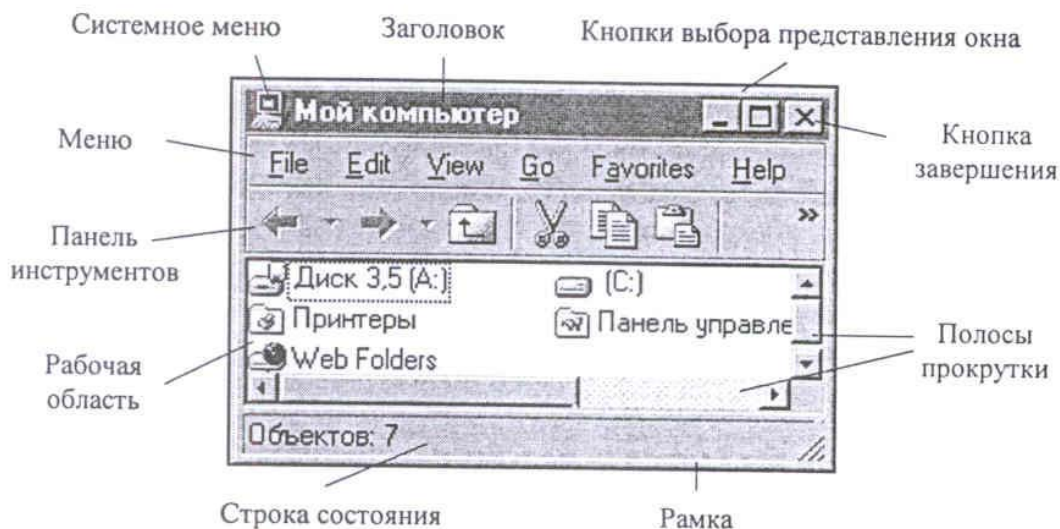 Системное меню
Заголовок
Кнопки выбора представления окна
Мой компьютер
Меню
Кнопка
завершения
File Edit View Go Favorites Help
Панель
инструментов
»
Диск 3,5 (A:)
(C:)
Принтеры
Панель управле
Web Folders
Рабочая
область
Полосы
прокрутки
Объектов: 7
Строка состояния
Рамка